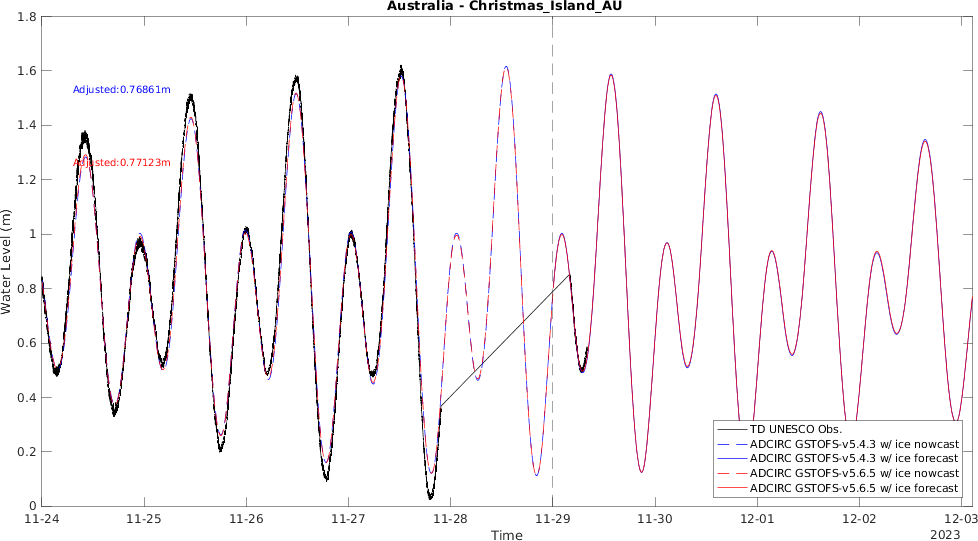 Australia - Christmas_Island_AU
1.8
1.6
1.4
1.2
1
0.8
0.6
0.4
0.2
0
Water Level (m)
Adjusted:0.76861m
Adjusted:0.77123m
TD UNESCO Obs.
ADCIRC GSTOFS-v5.4.3 w/ ice nowcast
ADCIRC GSTOFS-v5.4.3 w/ ice forecast
ADCIRC GSTOFS-v5.6.5 w/ ice nowcast
ADCIRC GSTOFS-v5.6.5 w/ ice forecast
11-24 11-25 11-26 11-27 11-28 11-29 11-30 12-01 12-02 12-03
Time
2023